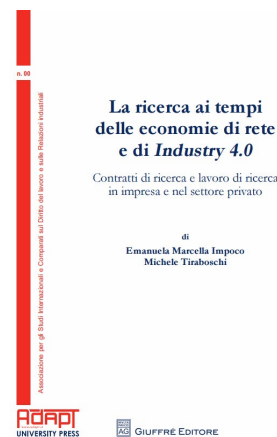 n. 00
Associazione per gli Studi Internazionali e Comparati sul Diritto del lavoro e sulle Relazioni industriali
La ricerca ai tempi
delle economie di rete
e di Industry 4.0
Contratti di ricerca e lavoro di ricerca
in impresa e nel settore privato
di
Emanuela Marcella Impoco
Michele Tiraboschi
ADAPT
UNIVERSITY PRESS
AG
GIUFFRÈ EDITORE